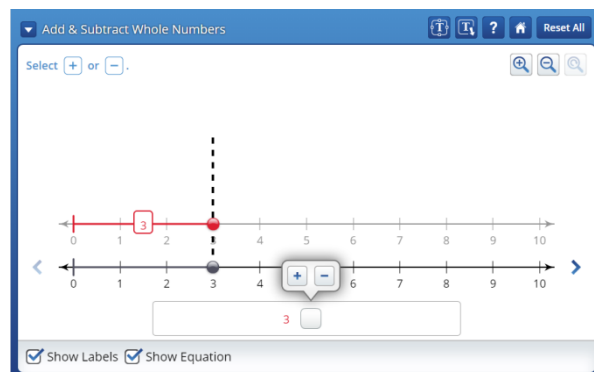 Add & Subtract Whole Numbers T T ? Reset All
Select + or − .
3
0 1 2 3 4 5 6 7 8 9 10
+ −
0 1 2 3 4 6 7 8 9 10
3
Show Labels Show Equation